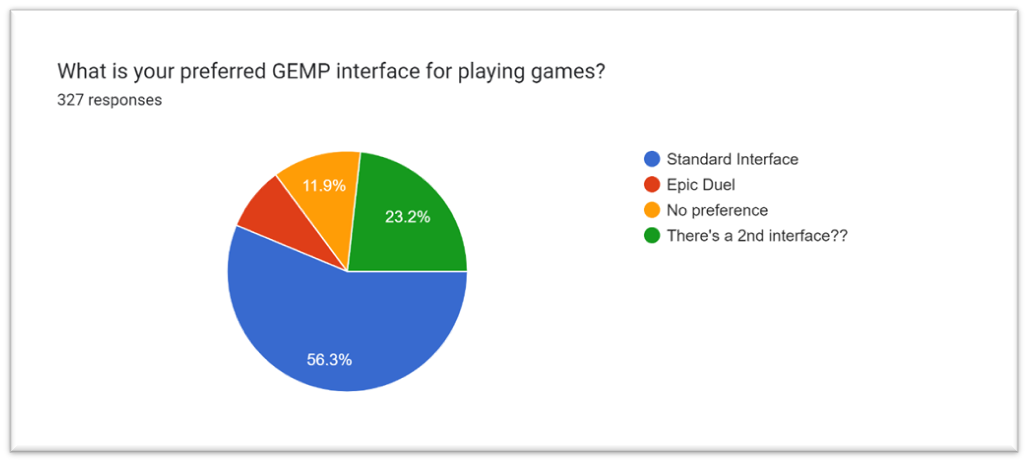 What is your preferred GEMP interface for playing games?
327 responses
11.9%
23.2%
56.3%
Standard Interface
Epic Duel
No preference
There's a 2nd interface??